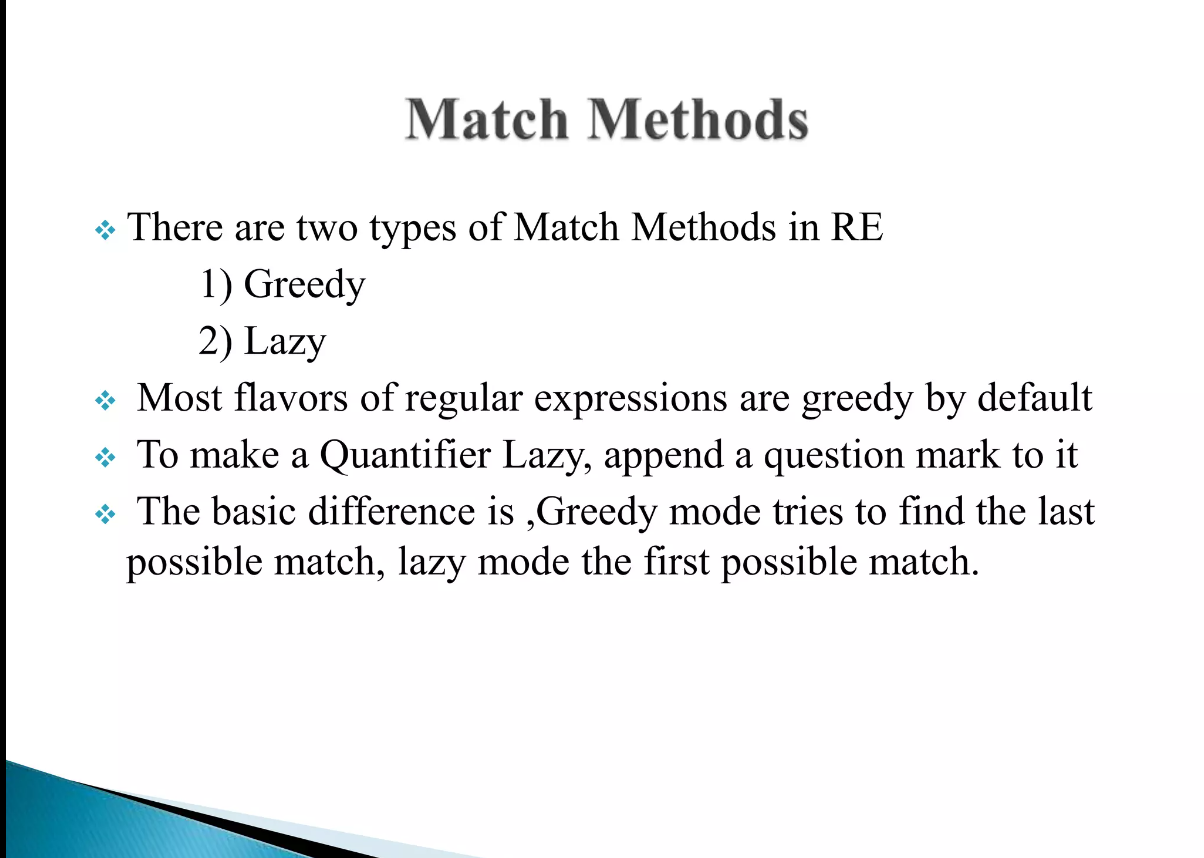 Match Methods
There are two types of Match Methods in RE
1) Greedy
2) Lazy
Most flavors of regular expressions are greedy by default
To make a Quantifier Lazy, append a question mark to it
The basic difference is ,Greedy mode tries to find the last
possible match, lazy mode the first possible match.